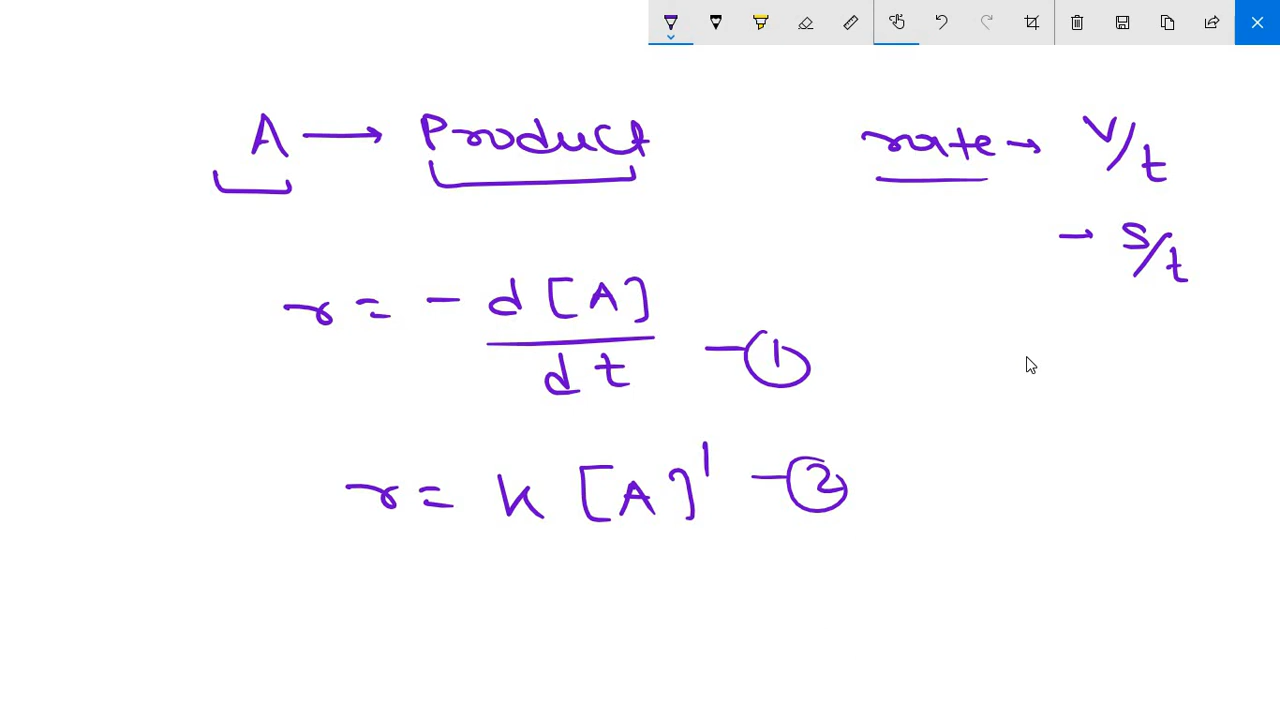 A → Product
rate → V/t
→ S/t
r = - d[A]/dt —①
r = k [A]¹ —②